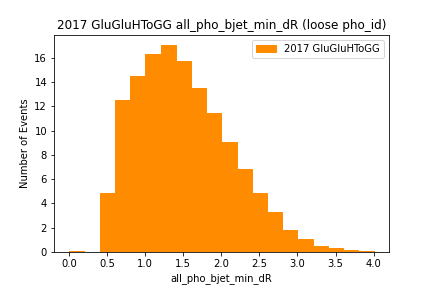 2017 GluGluHToGG all_pho_bjet_min_dR (loose pho_id)
2017 GluGluHToGG
Number of Events
16
14
12
10
8
6
4
2
0
0.0 0.5 1.0 1.5 2.0 2.5 3.0 3.5 4.0
all_pho_bjet_min_dR